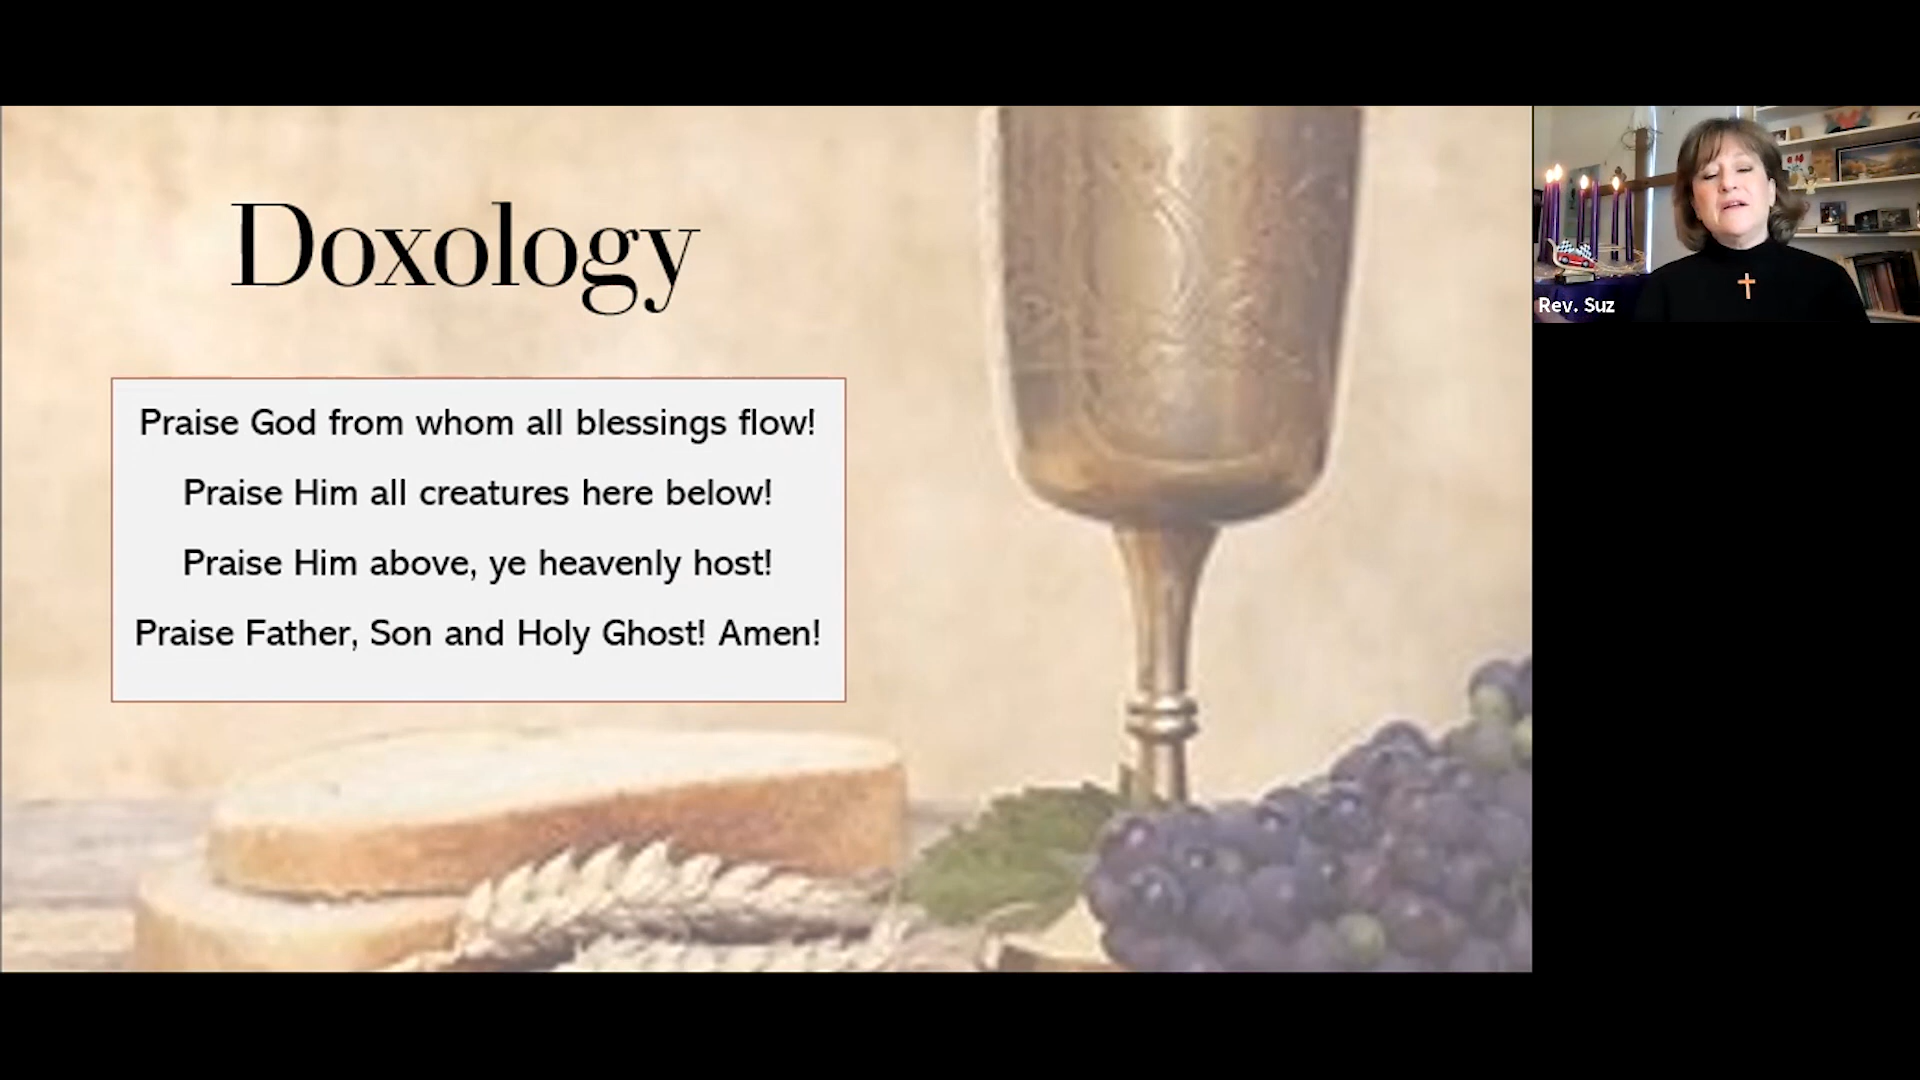 Doxology
Praise God from whom all blessings flow!
Praise Him all creatures here below!
Praise Him above, ye heavenly host!
Praise Father, Son and Holy Ghost! Amen!
Rev. Suz